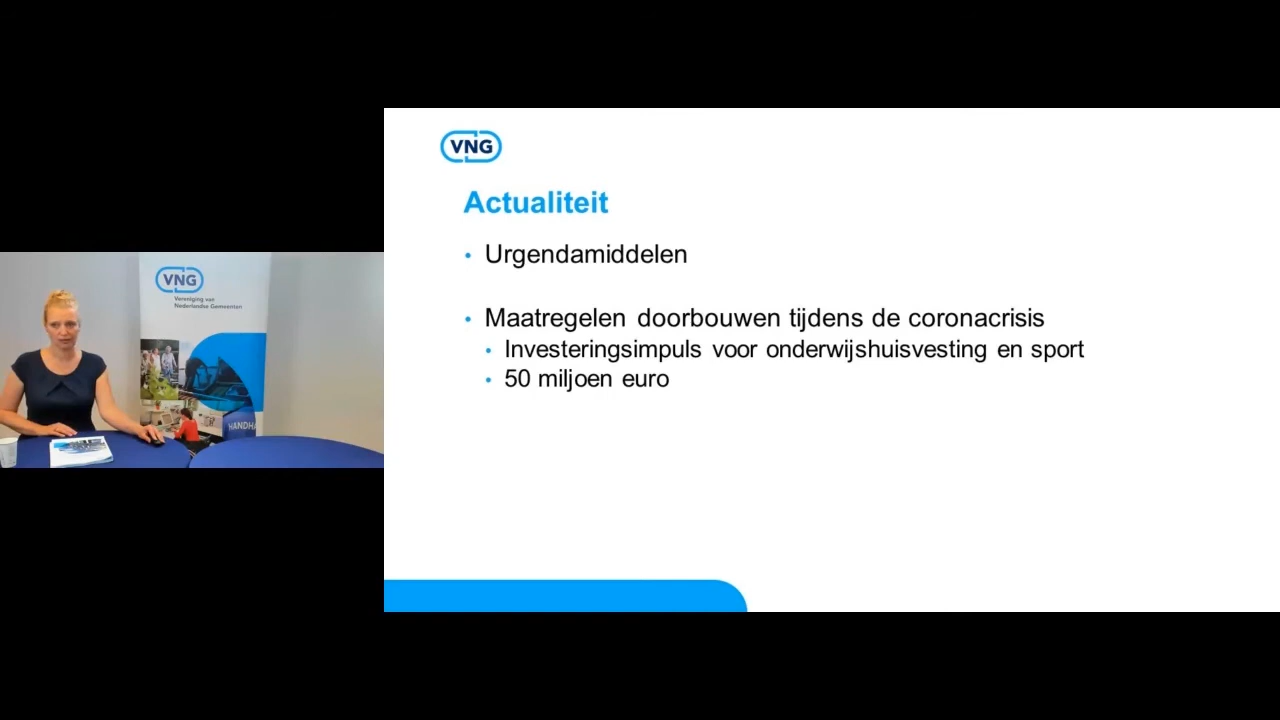 VNG
Vereniging van
Nederlandse Gemeenten
HANDHA
VNG
Actualiteit
Urgendamiddelen
Maatregelen doorbouwen tijdens de coronacrisis
Investeringsimpuls voor onderwijshuisvesting en sport
50 miljoen euro